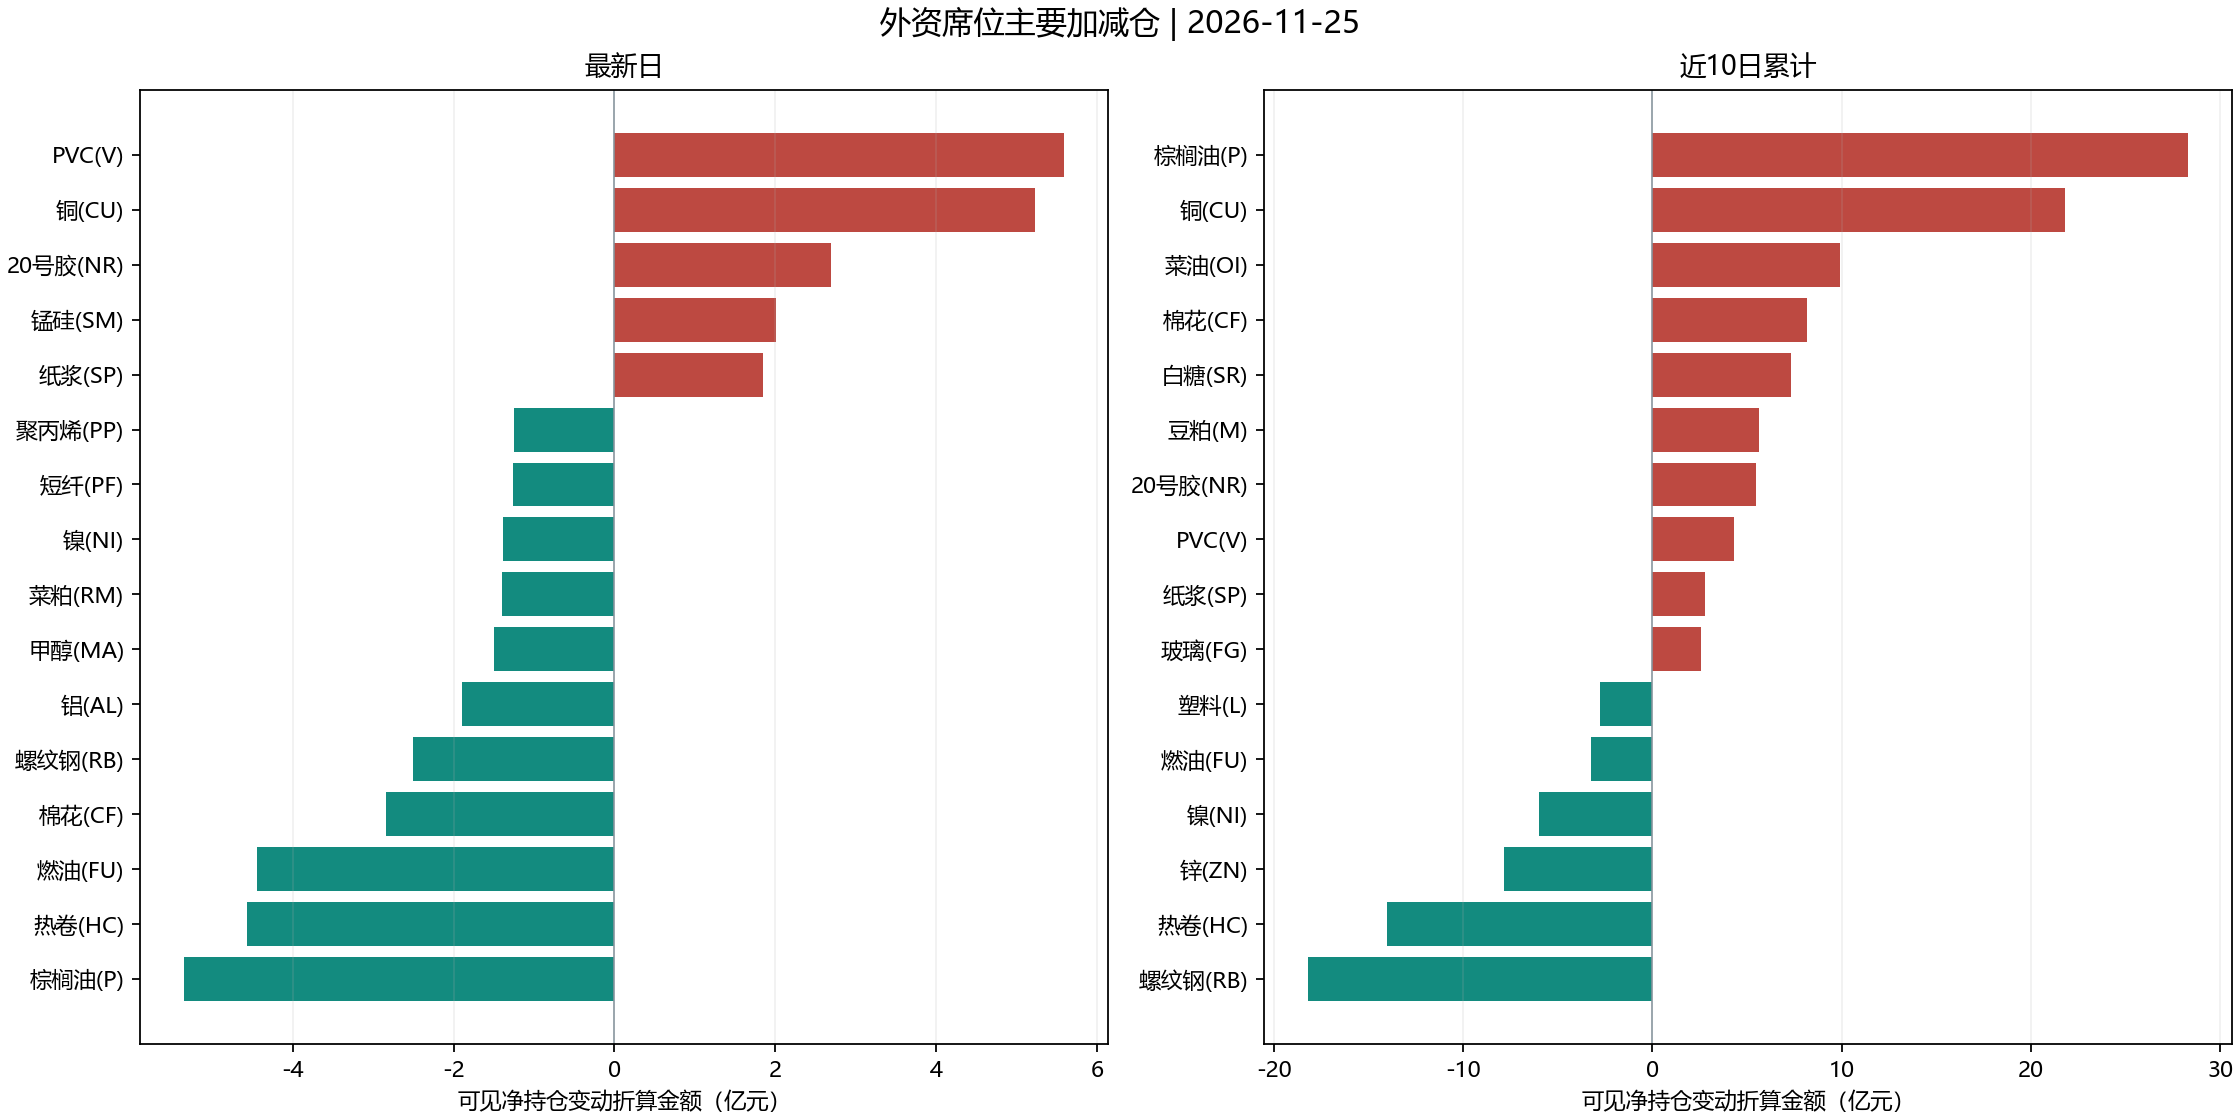 外资席位主要加减仓 | 2026-11-25
最新日
PVC(V)
铜(CU)
20号胶(NR)
锰硅(SM)
纸浆(SP)
聚丙烯(PP)
短纤(PF)
镍(NI)
菜粕(RM)
甲醇(MA)
铝(AL)
螺纹钢(RB)
棉花(CF)
燃油(FU)
热卷(HC)
棕榈油(P)
-4 -2 0 2 4 6
可见净持仓变动折算金额（亿元）
近10日累计
棕榈油(P)
铜(CU)
菜油(OI)
棉花(CF)
白糖(SR)
豆粕(M)
20号胶(NR)
PVC(V)
纸浆(SP)
玻璃(FG)
塑料(L)
燃油(FU)
镍(NI)
锌(ZN)
热卷(HC)
螺纹钢(RB)
-20 -10 0 10 20 30
可见净持仓变动折算金额（亿元）